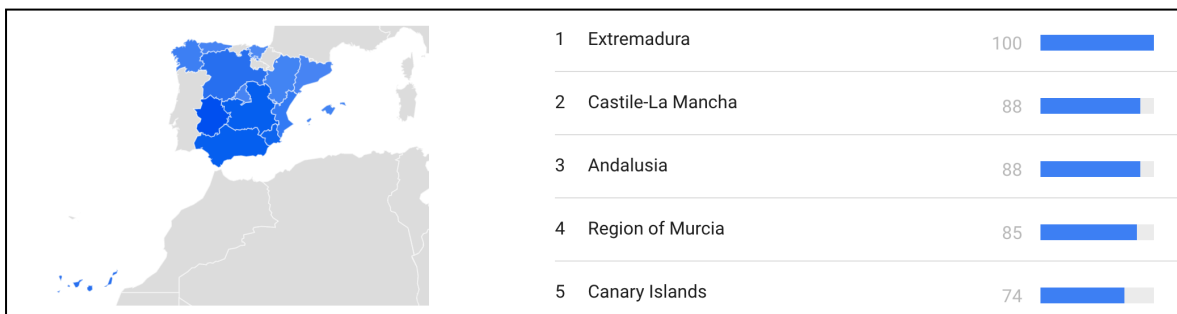 1 Extremadura 100
2 Castile-La Mancha 88
3 Andalusia 88
4 Region of Murcia 85
5 Canary Islands 74